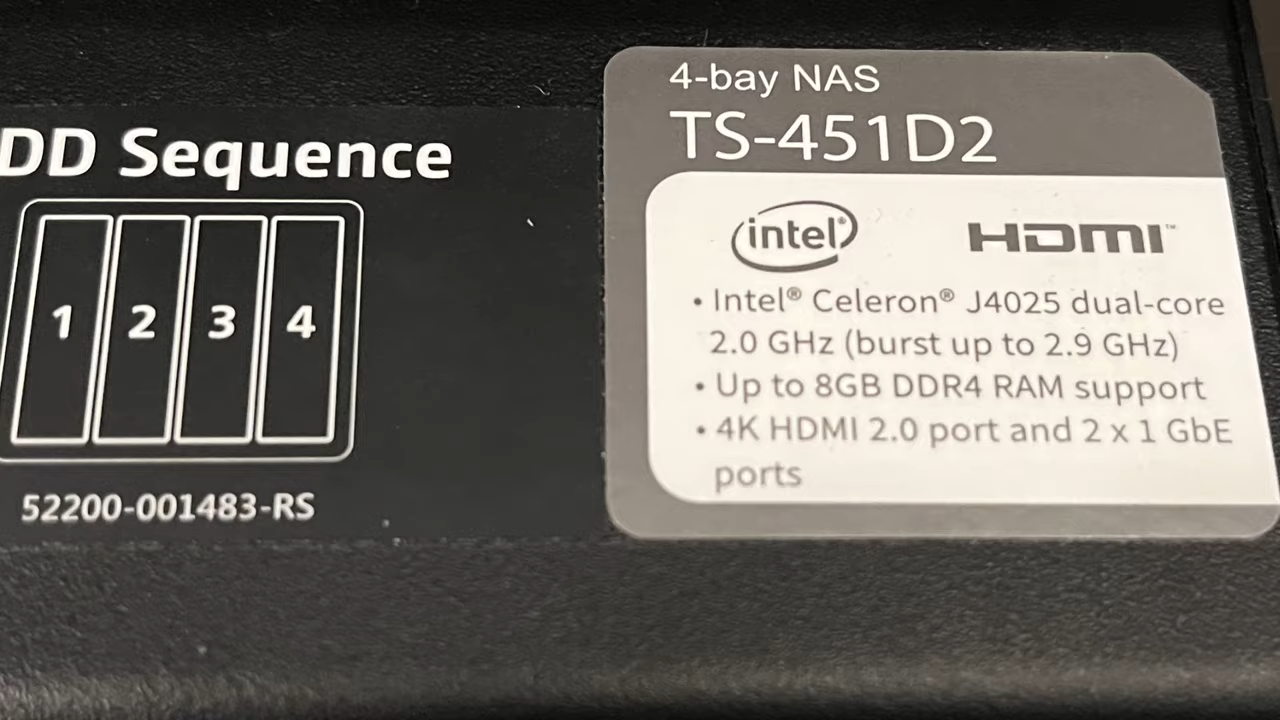 DD Sequence
1 2 3 4
52200-001483-RS
4-bay NAS
TS-451D2
intel® HDMI™
• Intel® Celeron® J4025 dual-core
2.0 GHz (burst up to 2.9 GHz)
• Up to 8GB DDR4 RAM support
• 4K HDMI 2.0 port and 2 x 1 GbE
ports